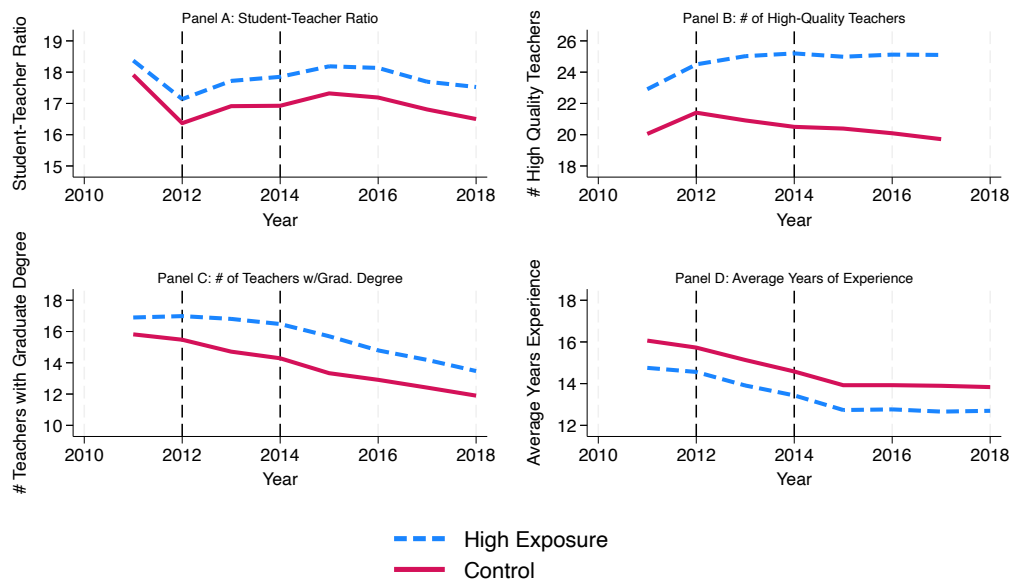 Panel A: Student-Teacher Ratio
Student-Teacher Ratio
19
18
17
16
15
2010 2012 2014 2016 2018
Year
Panel B: # of High-Quality Teachers
# High Quality Teachers
26
24
22
20
18
2010 2012 2014 2016 2018
Year
Panel C: # of Teachers w/Grad. Degree
# Teachers with Graduate Degree
18
16
14
12
10
2010 2012 2014 2016 2018
Year
Panel D: Average Years of Experience
Average Years Experience
18
16
14
12
2010 2012 2014 2016 2018
Year
High Exposure
Control